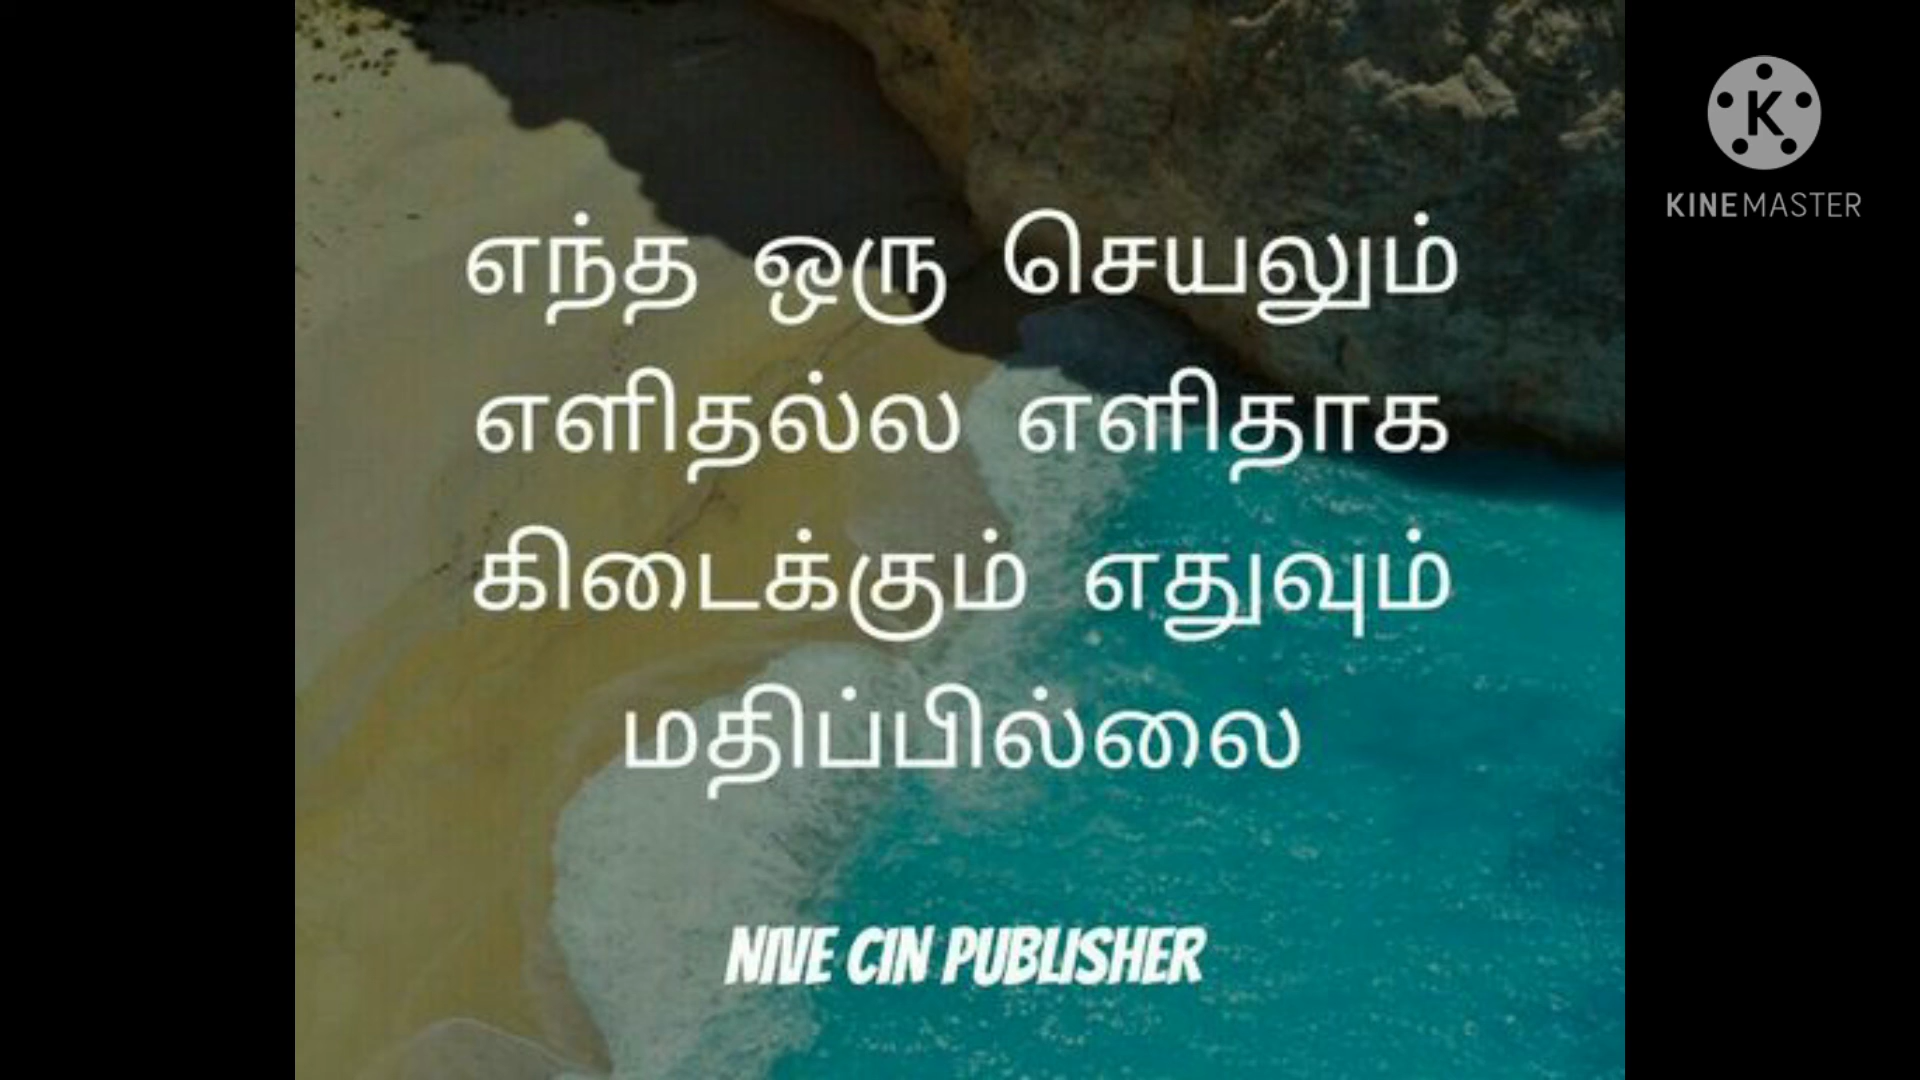 எந்த ஒரு செயலும்
எளிதல்ல எளிதாக
கிடைக்கும் எதுவும்
மதிப்பில்லை
NIVE CIN PUBLISHER
K
KINEMASTER